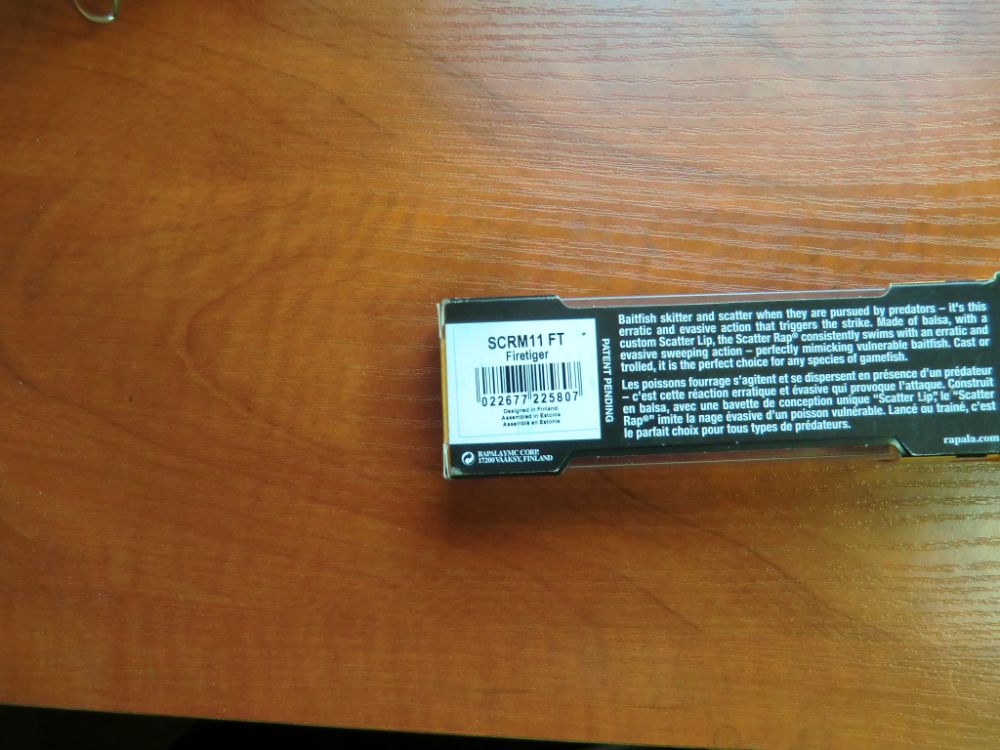 SCRM11 FT
Firetiger
022677 225807
Designed in Finland
Assembled in Estonia
Assemblé en Estonie
RAPALA VMC CORP.
17200 VÄÄKSY, FINLAND
PATENT PENDING
Baitfish skitter and scatter when they are pursued by predators – it's this
erratic and evasive action that triggers the strike. Made of balsa, with a
custom Scatter Lip, the Scatter Rap® consistently swims with an erratic and
evasive sweeping action – perfectly mimicking vulnerable baitfish. Cast or
trolled, it is the perfect choice for any species of gamefish.
Les poissons fourrage s'agitent et se dispersent en présence d'un prédateur
– c'est cette réaction erratique et évasive qui provoque l'attaque. Construit
en balsa, avec une bavette de conception unique “Scatter Lip”, le “Scatter
Rap®” imite la nage évasive d'un poisson vulnérable. Lancé ou traîné, c'est
le parfait choix pour tous types de prédateurs.
rapala.com